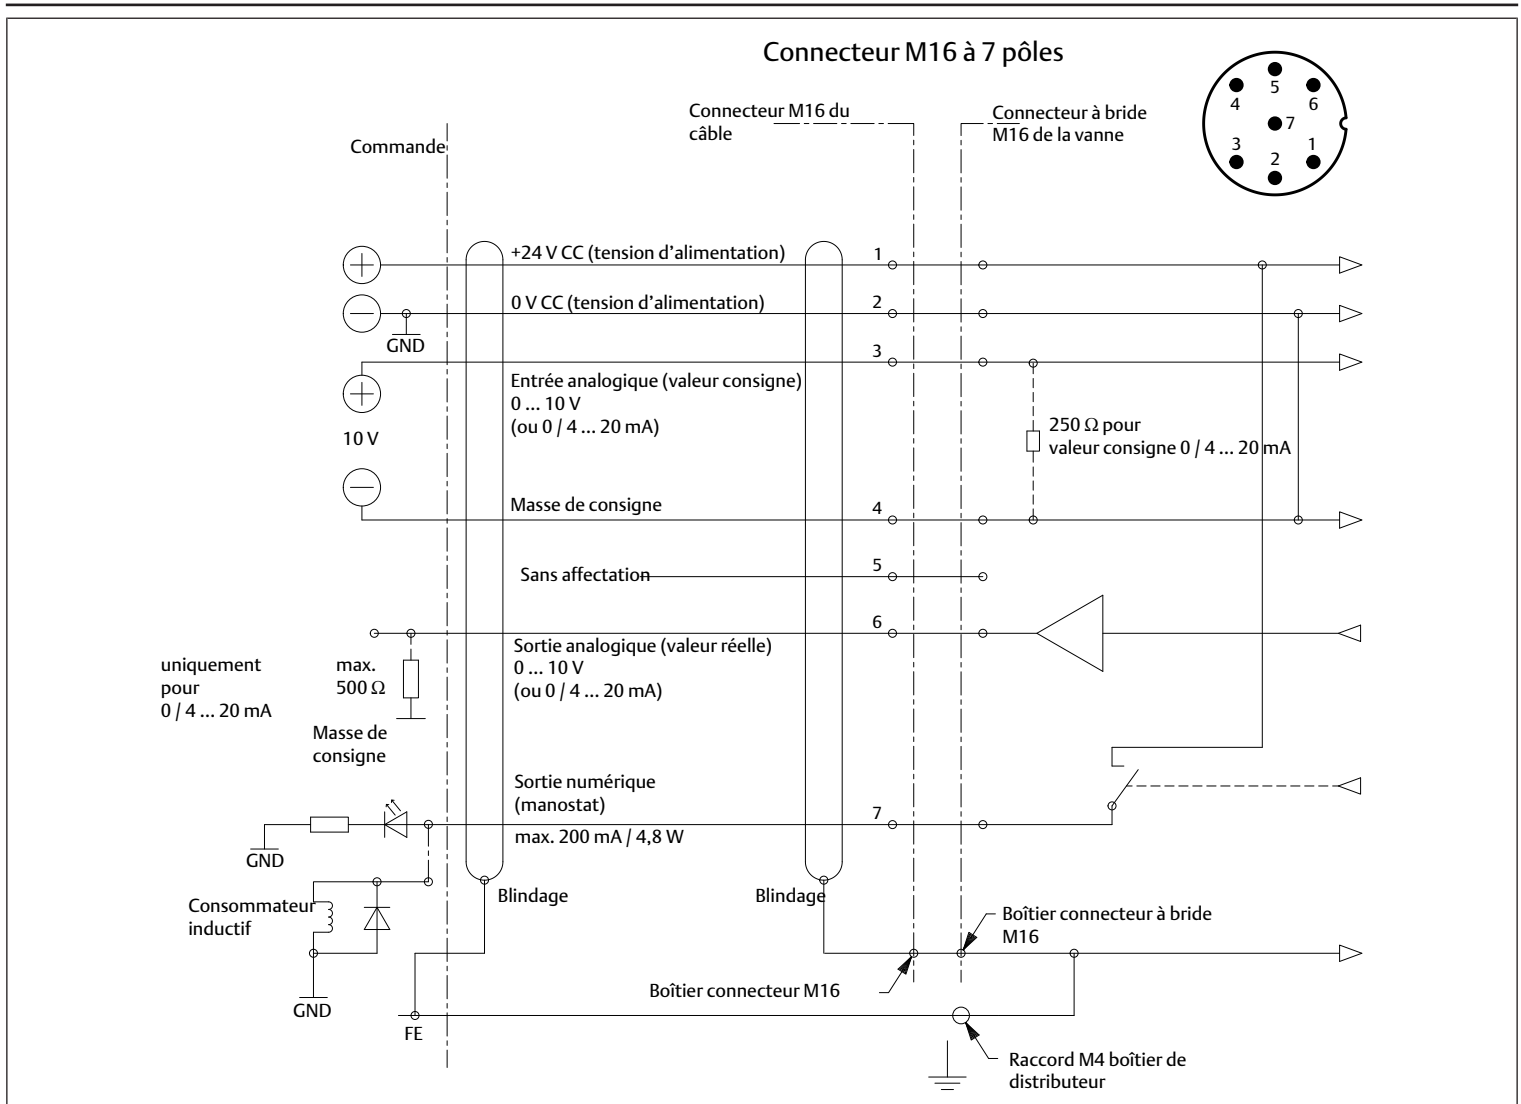 Connecteur M16 à 7 pôles
5
4
6
7
3
1
2
Connecteur M16 du
câble
Connecteur à bride
M16 de la vanne
Commande
+24 V CC (tension d’alimentation)
1
0 V CC (tension d’alimentation)
2
GND
3
Entrée analogique (valeur consigne)
0 ... 10 V
(ou 0 / 4 ... 20 mA)
10 V
250 Ω pour
valeur consigne 0 / 4 ... 20 mA
Masse de consigne
4
Sans affectation
5
6
Sortie analogique (valeur réelle)
0 ... 10 V
(ou 0 / 4 ... 20 mA)
uniquement
pour
0 / 4 ... 20 mA
max.
500 Ω
Masse de
consigne
Sortie numérique
(manostat)
7
max. 200 mA / 4,8 W
GND
Blindage
Blindage
Consommateur
inductif
Boîtier connecteur à bride
M16
Boîtier connecteur M16
GND
FE
Raccord M4 boîtier de
distributeur